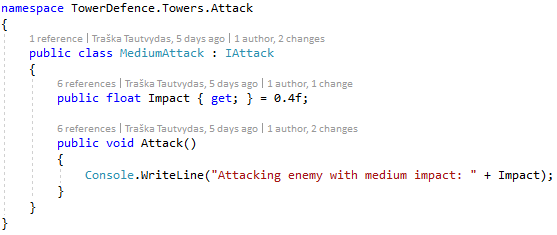 namespace TowerDefence.Towers.Attack
{
1 reference | Traška Tautvydas, 5 days ago | 1 author, 2 changes
public class MediumAttack : IAttack
{
6 references | Traška Tautvydas, 5 days ago | 1 author, 1 change
public float Impact { get; } = 0.4f;
6 references | Traška Tautvydas, 5 days ago | 1 author, 2 changes
public void Attack()
{
Console.WriteLine("Attacking enemy with medium impact: " + Impact);
}
}
}